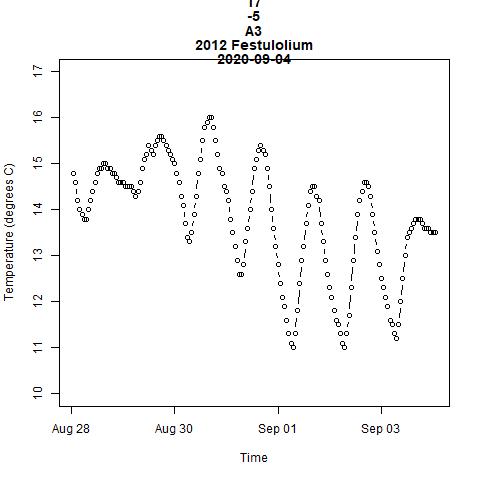 17
-5
A3
2012 Festulolium
2020-09-04
Temperature (degrees C)
17
16
15
14
13
12
11
10
Aug 28
Aug 30
Sep 01
Sep 03
Time